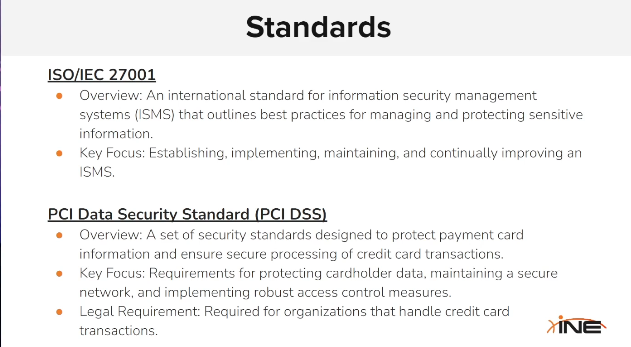 Standards
ISO/IEC 27001
● Overview: An international standard for information security management
systems (ISMS) that outlines best practices for managing and protecting sensitive
information.
● Key Focus: Establishing, implementing, maintaining, and continually improving an
ISMS.
PCI Data Security Standard (PCI DSS)
● Overview: A set of security standards designed to protect payment card
information and ensure secure processing of credit card transactions.
● Key Focus: Requirements for protecting cardholder data, maintaining a secure
network, and implementing robust access control measures.
● Legal Requirement: Required for organizations that handle credit card
transactions.
INE